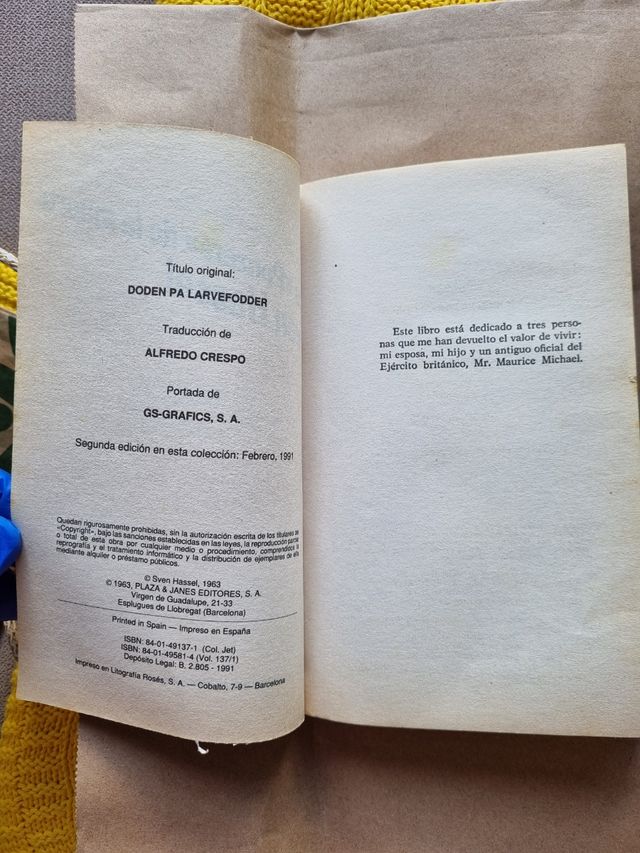 Título original:
DODEN PA LARVEFODDER
Traducción de
ALFREDO CRESPO
Portada de
GS-GRAFICS, S. A.
Segunda edición en esta colección: Febrero, 1991
Quedan rigurosamente prohibidas, sin la autorización escrita de los titulares del
«Copyright», bajo las sanciones establecidas en las leyes, la reproducción parcial
o total de esta obra por cualquier medio o procedimiento, comprendidos la
reprografía y el tratamiento informático y la distribución de ejemplares de ella
mediante alquiler o préstamo públicos.
© Sven Hassel, 1963
© 1963, PLAZA & JANES EDITORES, S. A.
Virgen de Guadalupe, 21-33
Esplugues de Llobregat (Barcelona)
Printed in Spain — Impreso en España
ISBN: 84-01-49137-1 (Col. Jet)
ISBN: 84-01-49581-4 (Vol. 137/1)
Depósito Legal: B. 2.805 - 1991
Impreso en Litografía Rosés, S. A. — Cobalto, 7-9 — Barcelona
Este libro está dedicado a tres perso-
nas que me han devuelto el valor de vivir:
mi esposa, mi hijo y un antiguo oficial del
Ejército británico, Mr. Maurice Michael.